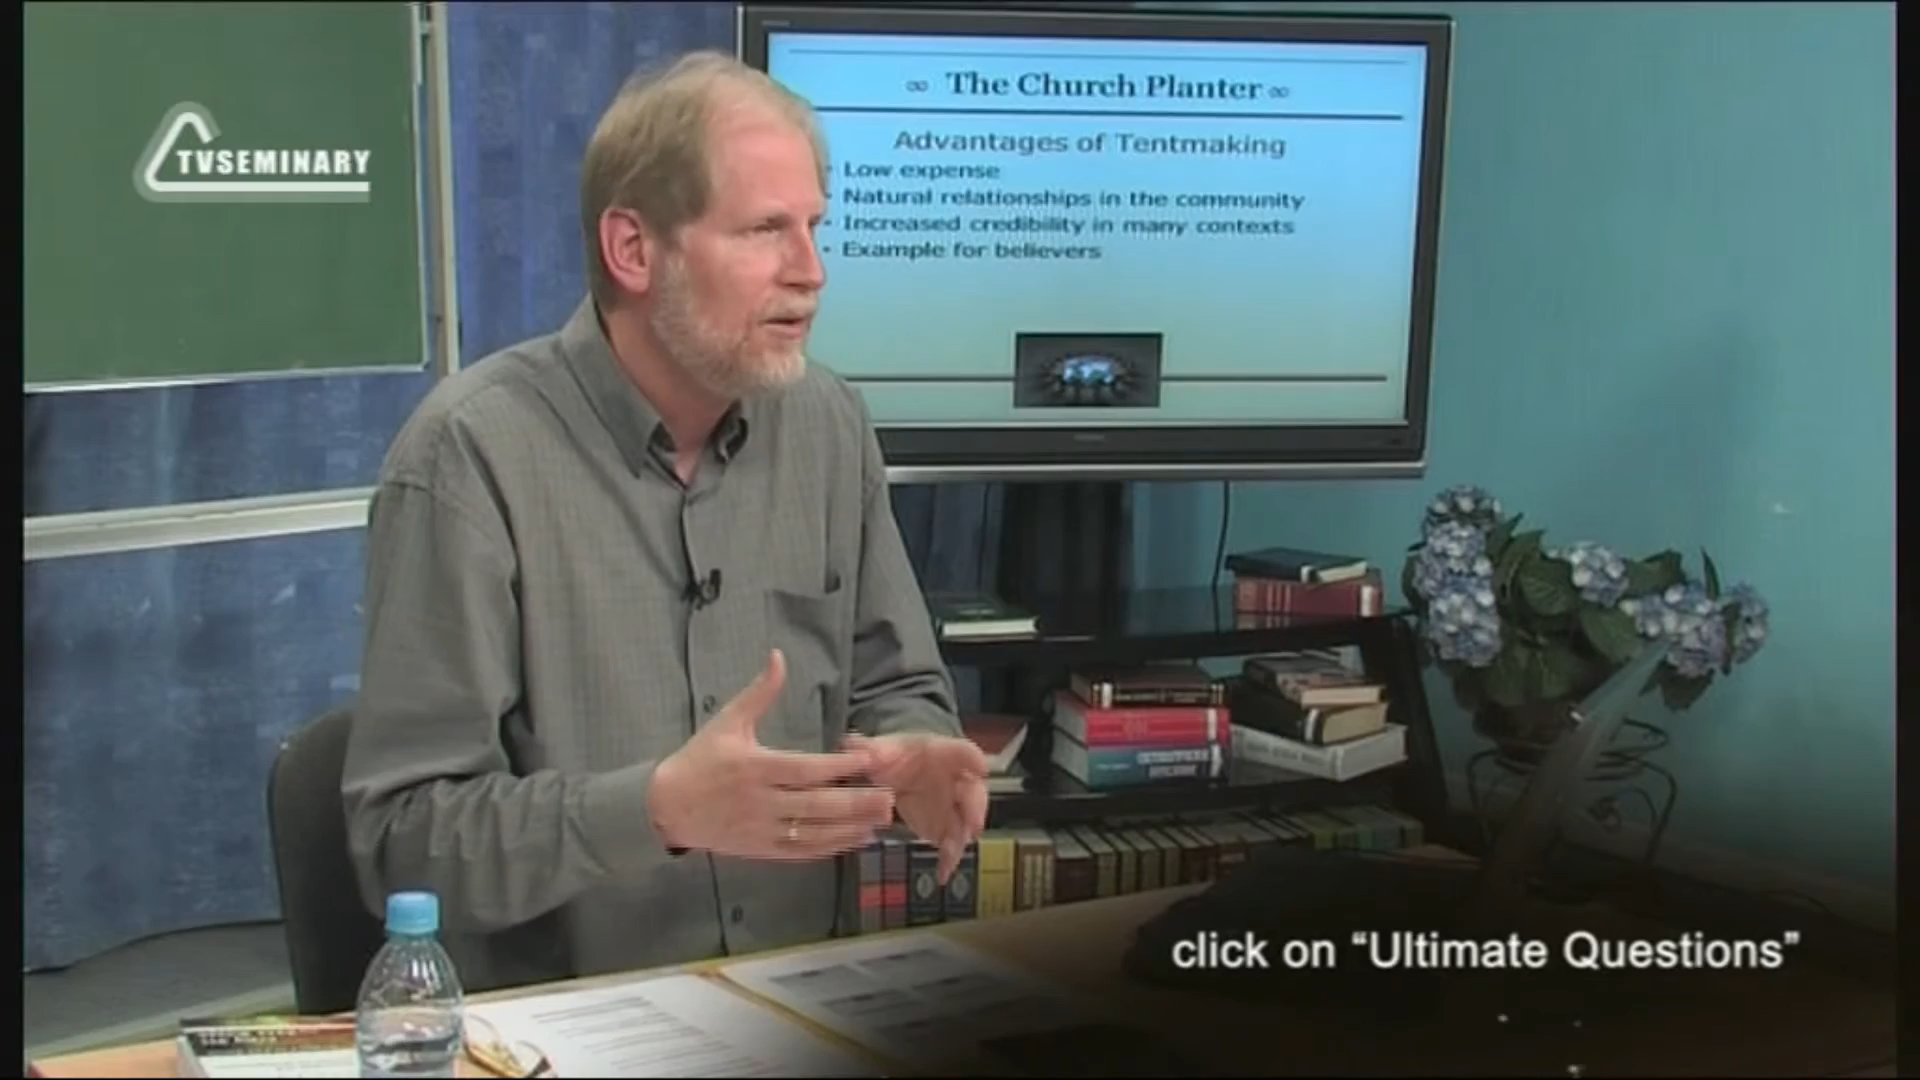 TVSEMINARY
∞ The Church Planter ∞
Advantages of Tentmaking
- Low expense
- Natural relationships in the community
- Increased credibility in many contexts
- Example for believers
click on “Ultimate Questions”